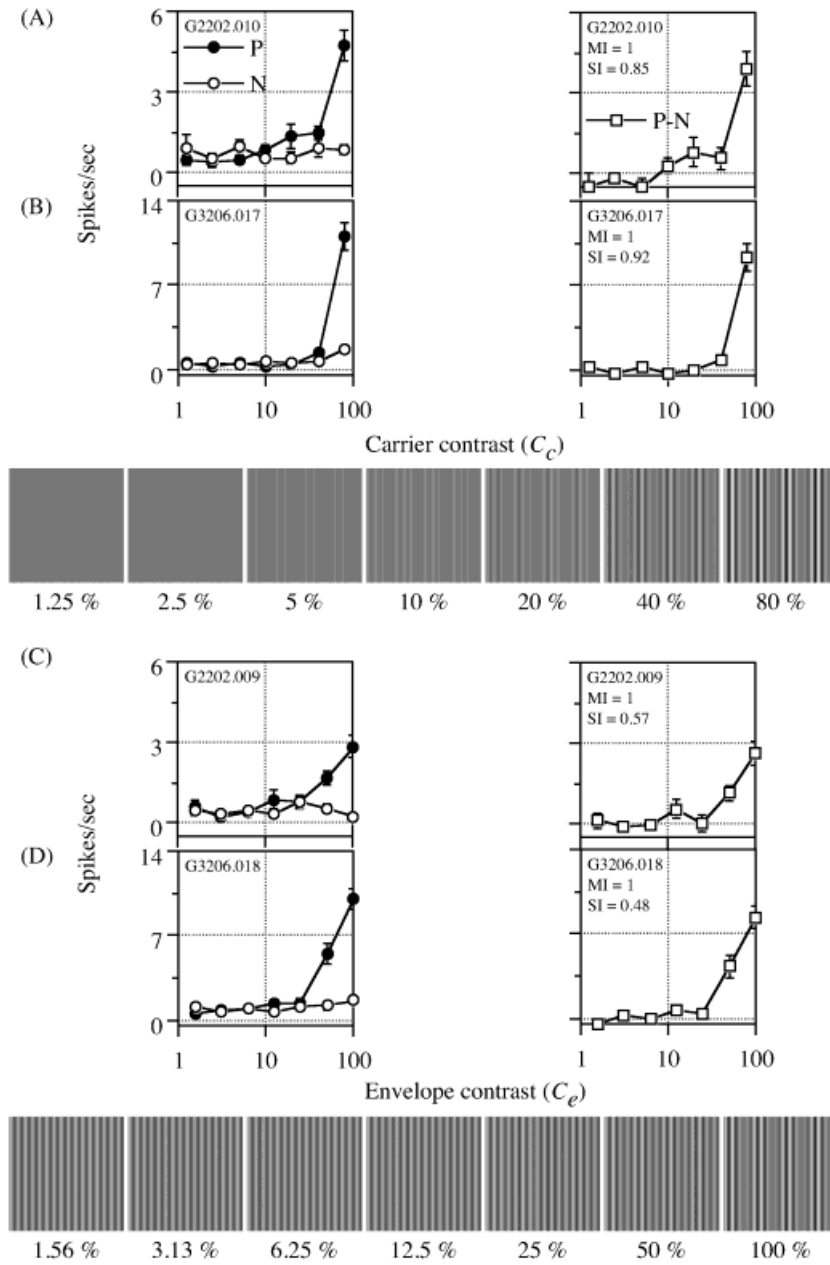 (A)
G2202.010
P
N
6
3
0
G2202.010
MI = 1
SI = 0.85
P-N
(B)
Spikes/sec
G3206.017
14
7
0
1
10
100
G3206.017
MI = 1
SI = 0.92
1
10
100
Carrier contrast (C_c)
1.25 % 2.5 % 5 % 10 % 20 % 40 % 80 %
(C)
G2202.009
6
3
0
G2202.009
MI = 1
SI = 0.57
(D)
Spikes/sec
G3206.018
14
7
0
1
10
100
G3206.018
MI = 1
SI = 0.48
1
10
100
Envelope contrast (C_e)
1.56 % 3.13 % 6.25 % 12.5 % 25 % 50 % 100 %